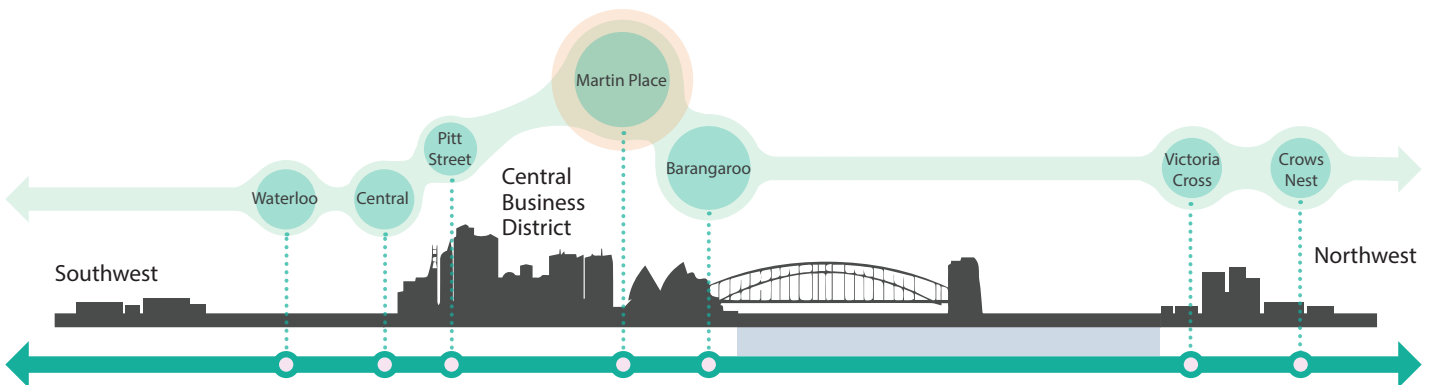 Martin Place
Pitt
Street
Barangaroo
Victoria
Cross
Crows
Nest
Waterloo
Central
Central
Business
District
Southwest
Northwest